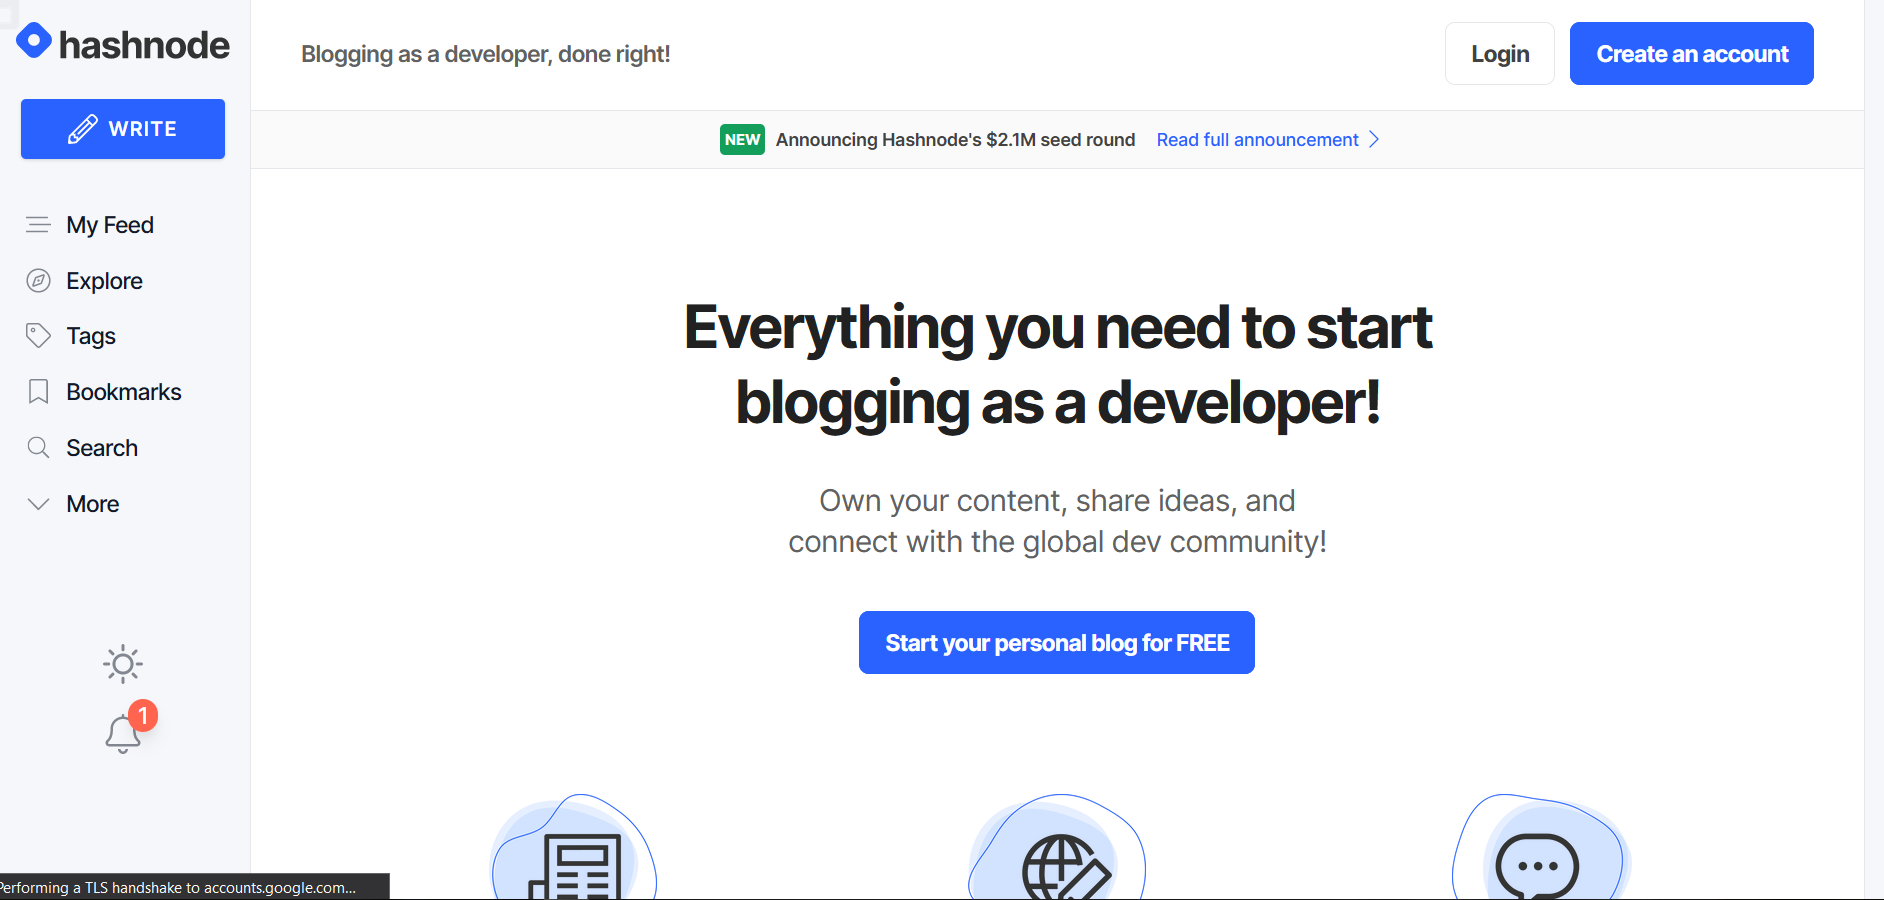 hashnode
WRITE
My Feed
Explore
Tags
Bookmarks
Search
More
1
Blogging as a developer, done right!
Login
Create an account
NEW Announcing Hashnode's $2.1M seed round Read full announcement
Everything you need to start
blogging as a developer!
Own your content, share ideas, and
connect with the global dev community!
Start your personal blog for FREE
Performing a TLS handshake to accounts.google.com...